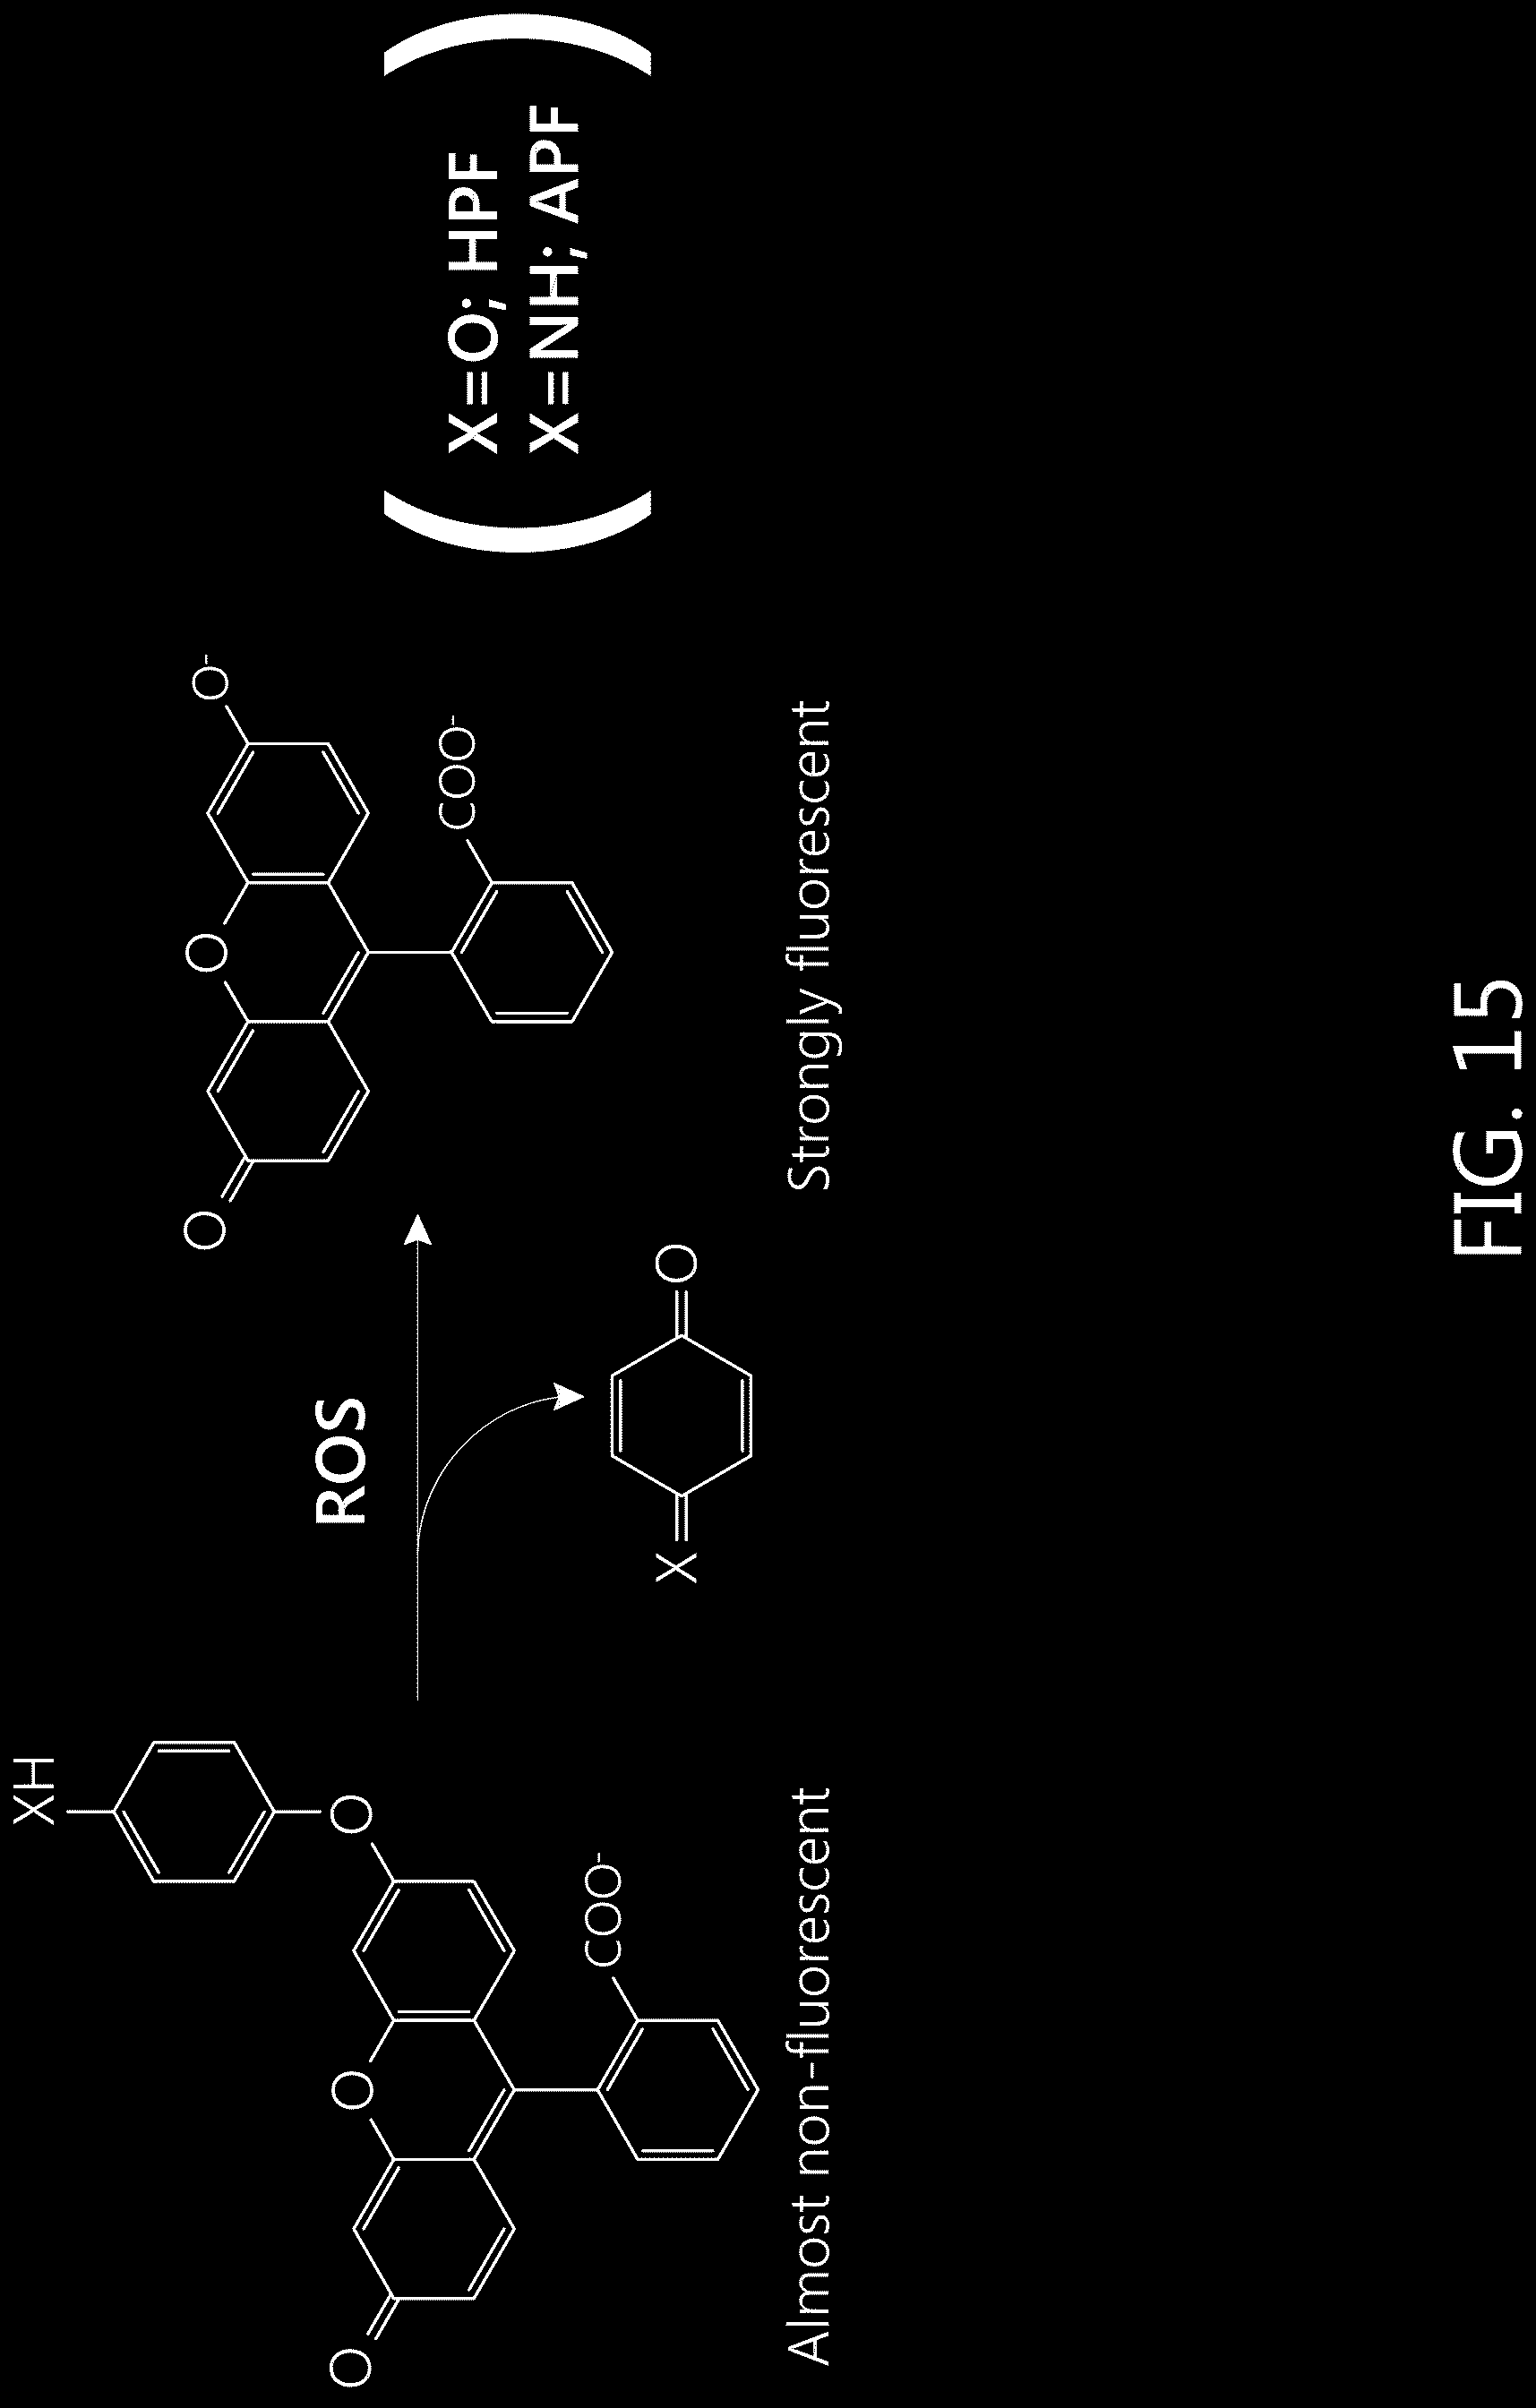 XH
O
O
O
COO-
Almost non-fluorescent
ROS
X
O
O
O
O-
COO-
Strongly fluorescent
X=O; HPF
X=NH; APF
FIG. 15